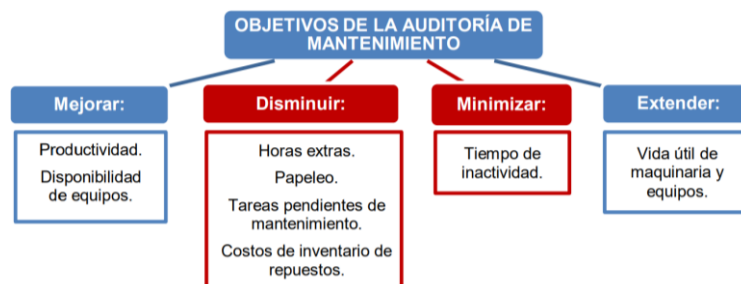 OBJETIVOS DE LA AUDITORÍA DE
MANTENIMIENTO
Mejorar:
Productividad.
Disponibilidad
de equipos.
Disminuir:
Horas extras.
Papeleo.
Tareas pendientes de
mantenimiento.
Costos de inventario de
repuestos.
Minimizar:
Tiempo de
inactividad.
Extender:
Vida útil de
maquinaria y
equipos.